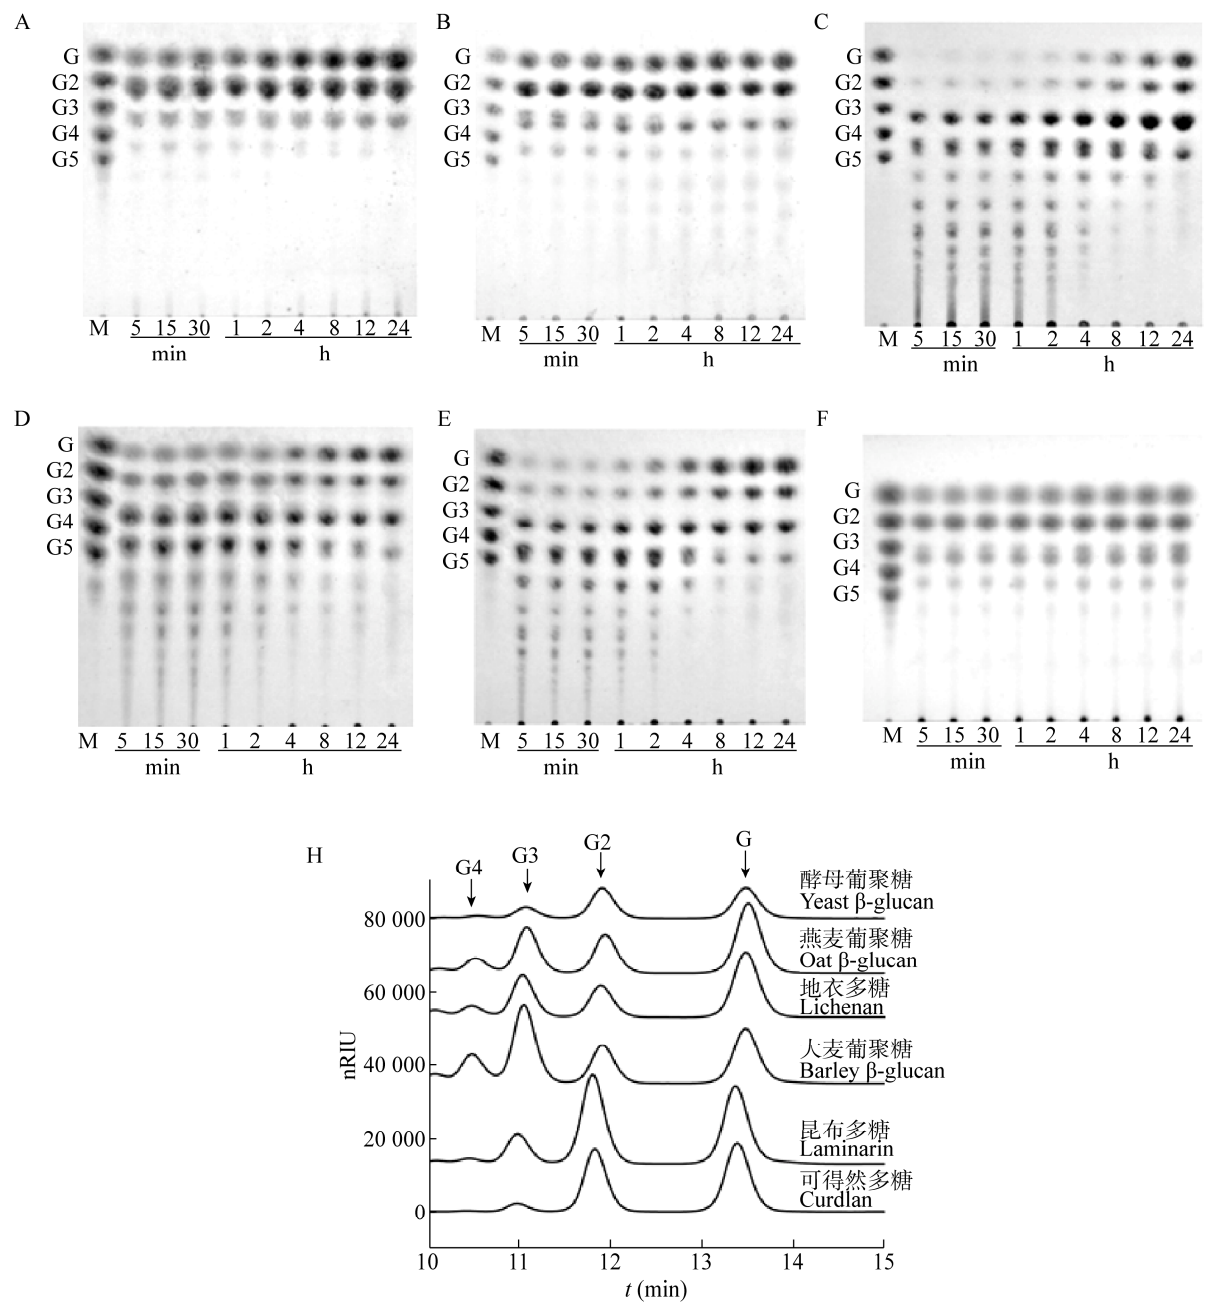 A
G
G2
G3
G4
G5
M 5 15 30 1 2 4 8 12 24
min h
B
G
G2
G3
G4
G5
M 5 15 30 1 2 4 8 12 24
min h
C
G
G2
G3
G4
G5
M 5 15 30 1 2 4 8 12 24
min h
D
G
G2
G3
G4
G5
M 5 15 30 1 2 4 8 12 24
min h
E
G
G2
G3
G4
G5
M 5 15 30 1 2 4 8 12 24
min h
F
G
G2
G3
G4
G5
M 5 15 30 1 2 4 8 12 24
min h
H
G4 G3 G2 G
酵母葡聚糖
Yeast β-glucan
燕麦葡聚糖
Oat β-glucan
地衣多糖
Lichenan
人麦葡聚糖
Barley β-glucan
昆布多糖
Laminarin
可得然多糖
Curdlan
80 000
60 000
40 000
20 000
0
nRIU
10 11 12 13 14 15
t (min)